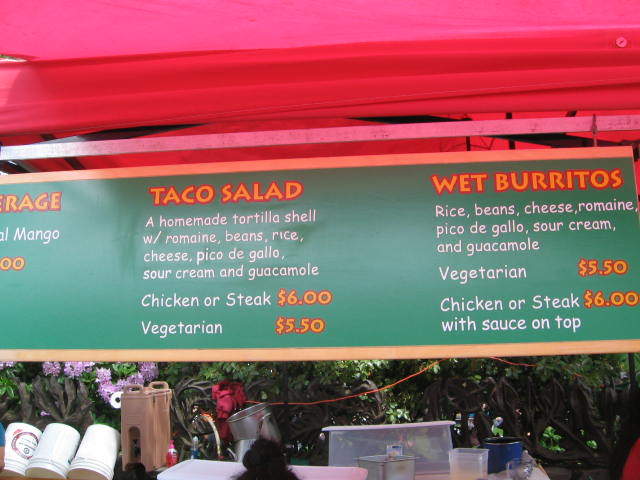 ERAGE
al Mango
00
TACO SALAD
A homemade tortilla shell
w/ romaine, beans, rice,
cheese, pico de gallo,
sour cream and guacamole
Chicken or Steak $6.00
Vegetarian $5.50
WET BURRITOS
Rice, beans, cheese,romaine,
pico de gallo, sour cream,
and guacamole
Vegetarian $5.50
Chicken or Steak $6.00
with sauce on top